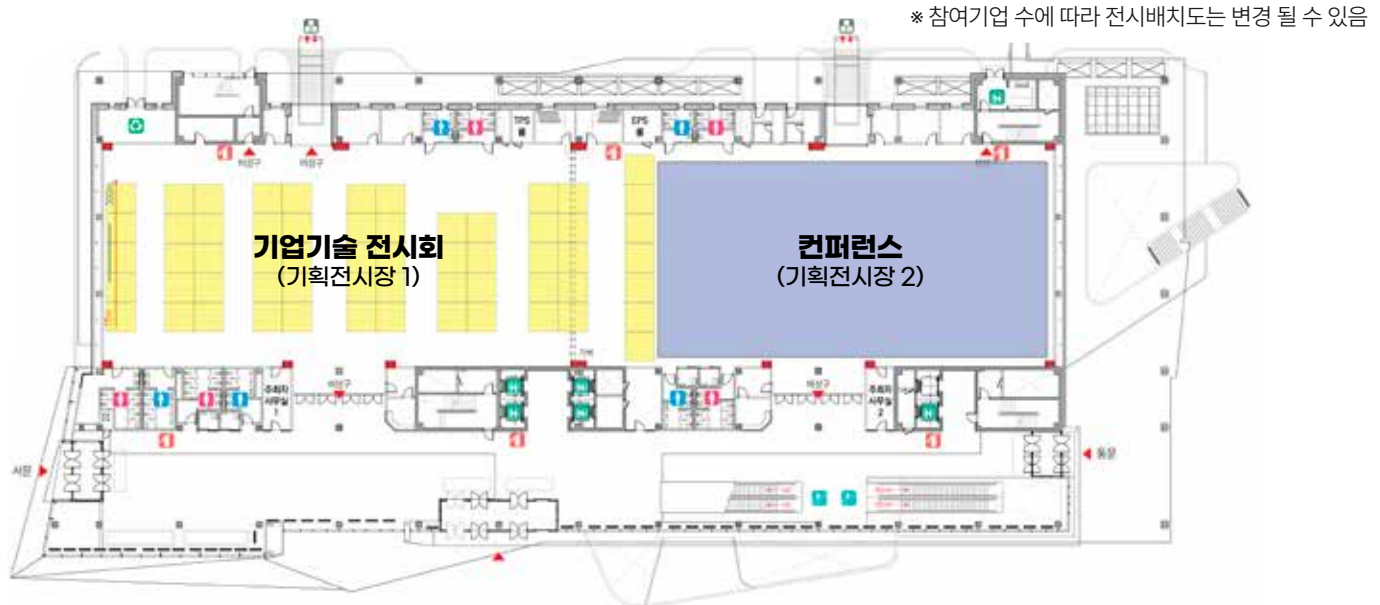 ※ 참여기업 수에 따라 전시배치도는 변경 될 수 있음
TPS
EPS
비상구
비상구
기업기술 전시회
(기획전시장 1)
컨퍼런스
(기획전시장 2)
주최자
사무실
1
비상구
비상구
주최자
사무실
2
서문
동문